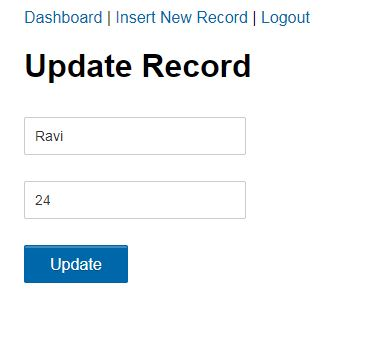 Dashboard | Insert New Record | Logout
Update Record
Ravi
24
Update